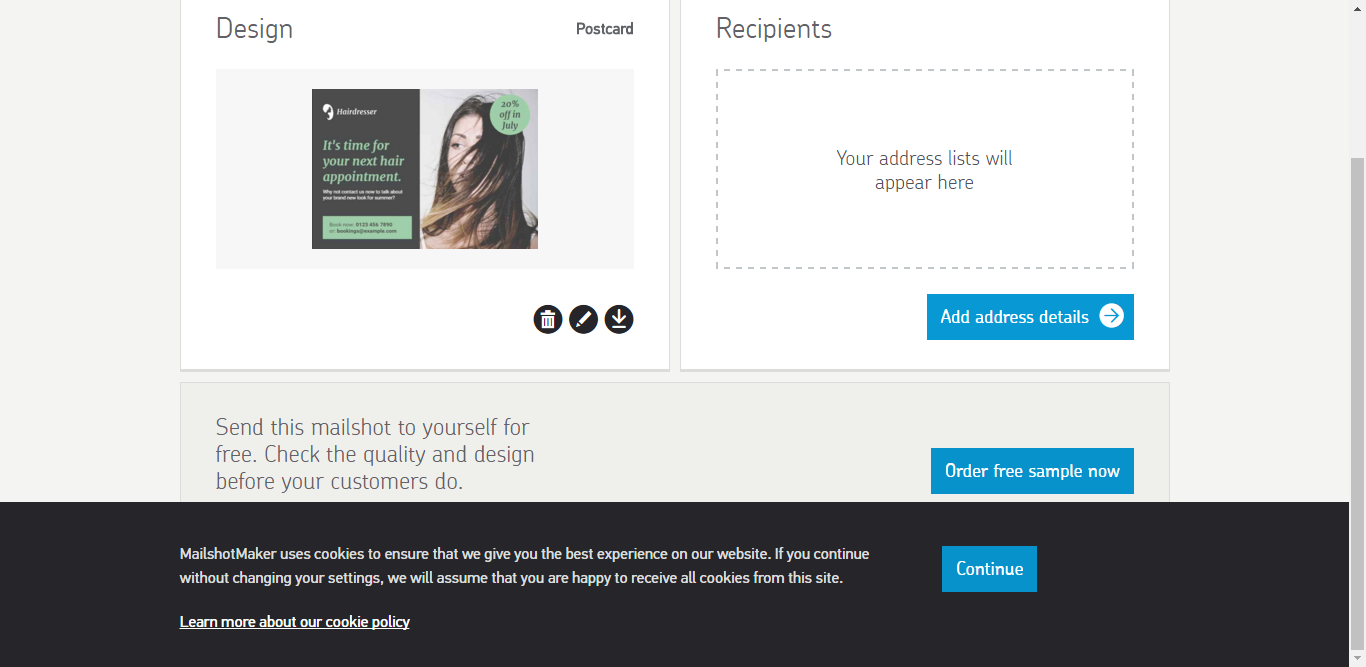 Design
Postcard
Hairdresser
20%
off in
July
It's time for
your next hair
appointment.
Why not contact us now to talk about
your brand new look for summer?
Book now: 0123 456 7890
or: bookings@example.com
Recipients
Your address lists will
appear here
Add address details
Send this mailshot to yourself for
free. Check the quality and design
before your customers do.
Order free sample now
MailshotMaker uses cookies to ensure that we give you the best experience on our website. If you continue
without changing your settings, we will assume that you are happy to receive all cookies from this site.
Continue
Learn more about our cookie policy